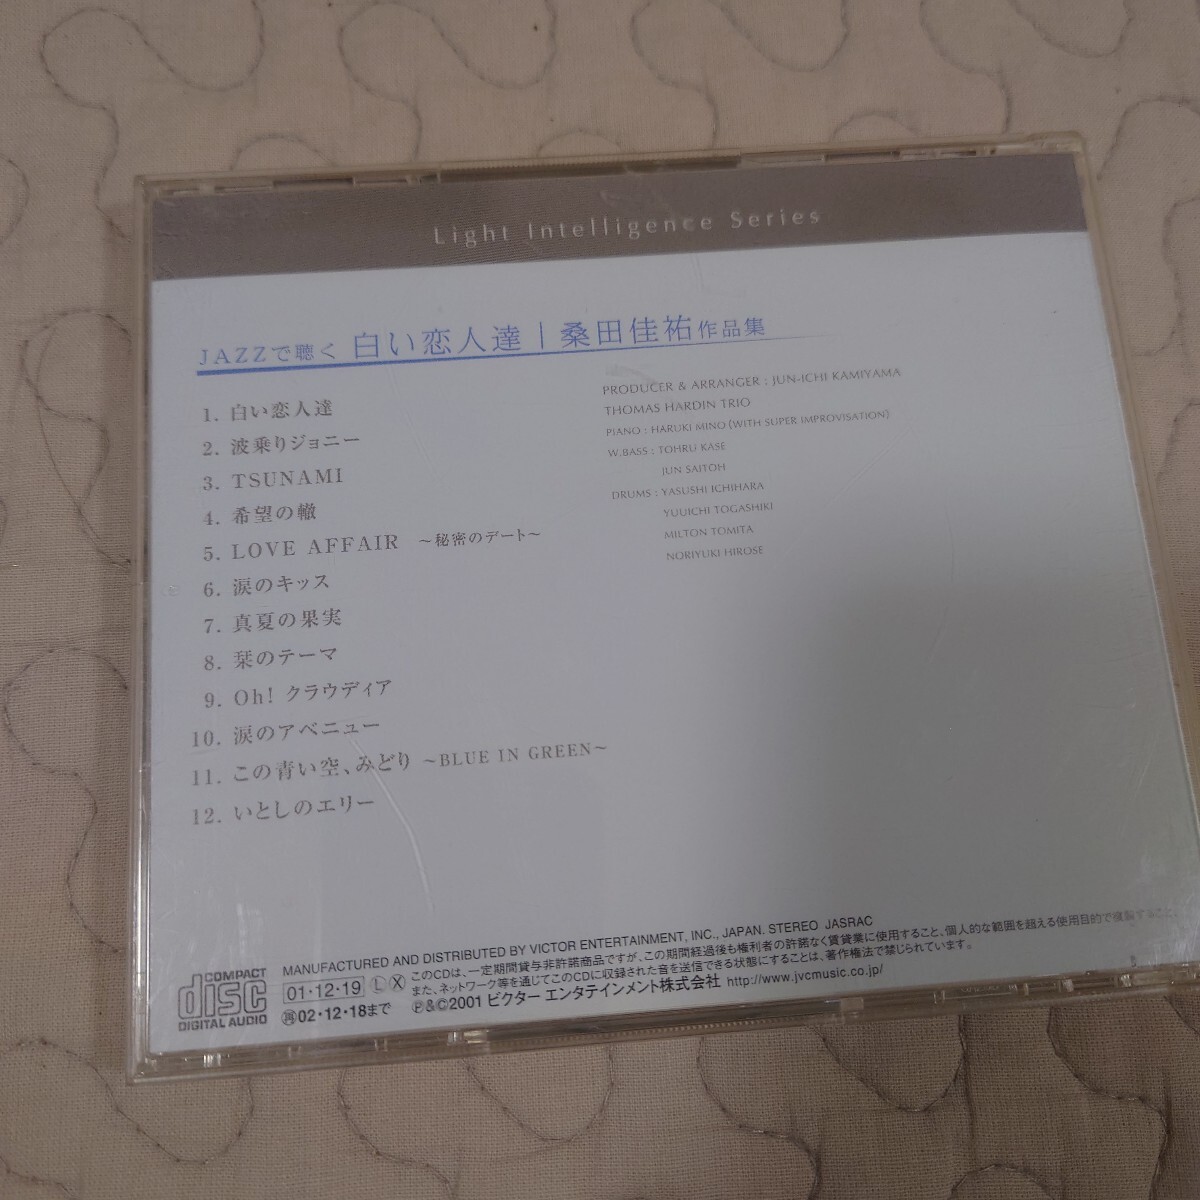 Light Intelligence Series
JAZZで聴く 白い恋人達｜桑田佳祐作品集
1. 白い恋人達
2. 波乗りジョニー
3. TSUNAMI
4. 希望の轍
5. LOVE AFFAIR ～秘密のデート～
6. 涙のキッス
7. 真夏の果実
8. 栞のテーマ
9. Oh! クラウディア
10. 涙のアベニュー
11. この青い空、みどり ～BLUE IN GREEN～
12. いとしのエリー
PRODUCER & ARRANGER : JUN-ICHI KAMIYAMA
THOMAS HARDIN TRIO
PIANO : HARUKI MINO (WITH SUPER IMPROVISATION)
W.BASS : TOHRU KASE
JUN SAITOH
DRUMS : YASUSHI ICHIHARA
YUUICHI TOGASHIKI
MILTON TOMITA
NORIYUKI HIROSE
COMPACT
disc
DIGITAL AUDIO
MANUFACTURED AND DISTRIBUTED BY VICTOR ENTERTAINMENT, INC., JAPAN. STEREO JASRAC
01・12・19 Ⓛ Ⓧ このCDは、一定期間貸与非許諾商品ですが、この期間経過後も権利者の許諾なく賃貸業に使用すること、個人的な範囲を超える使用目的で複製すること、
また、ネットワーク等を通じてこのCDに収録された音を送信できる状態にすることは、著作権法で禁じられています。
㊞02・12・18まで ℗&©2001 ビクター エンタテインメント株式会社 http://www.jvcmusic.co.jp/